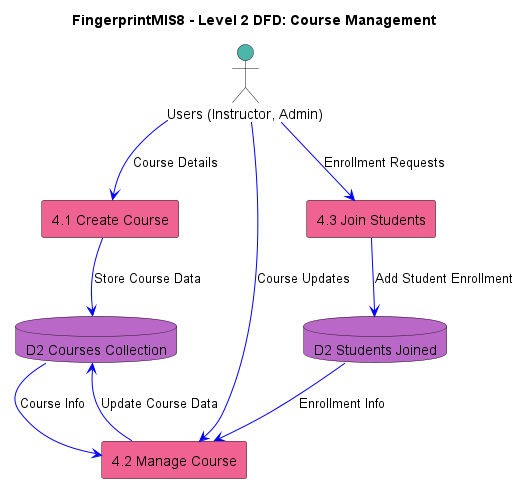 FingerprintMIS8 - Level 2 DFD: Course Management
Users (Instructor, Admin)
Course Details
Enrollment Requests
4.1 Create Course
4.3 Join Students
Store Course Data
Course Updates
Add Student Enrollment
D2 Courses Collection
D2 Students Joined
Course Info
Update Course Data
Enrollment Info
4.2 Manage Course